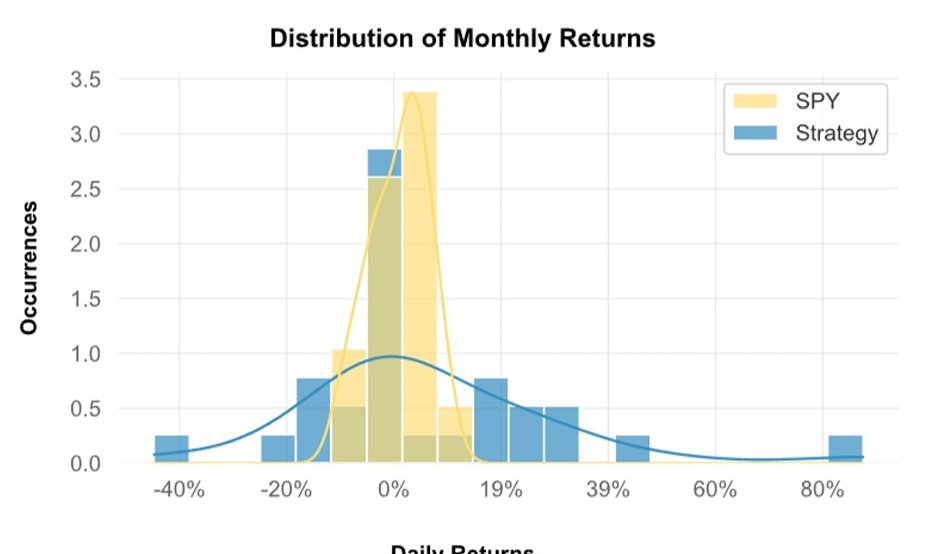 Distribution of Monthly Returns
3.5
3.0
2.5
2.0
1.5
1.0
0.5
0.0
Occurrences
SPY
Strategy
-40% -20% 0% 19% 39% 60% 80%
Daily Returns